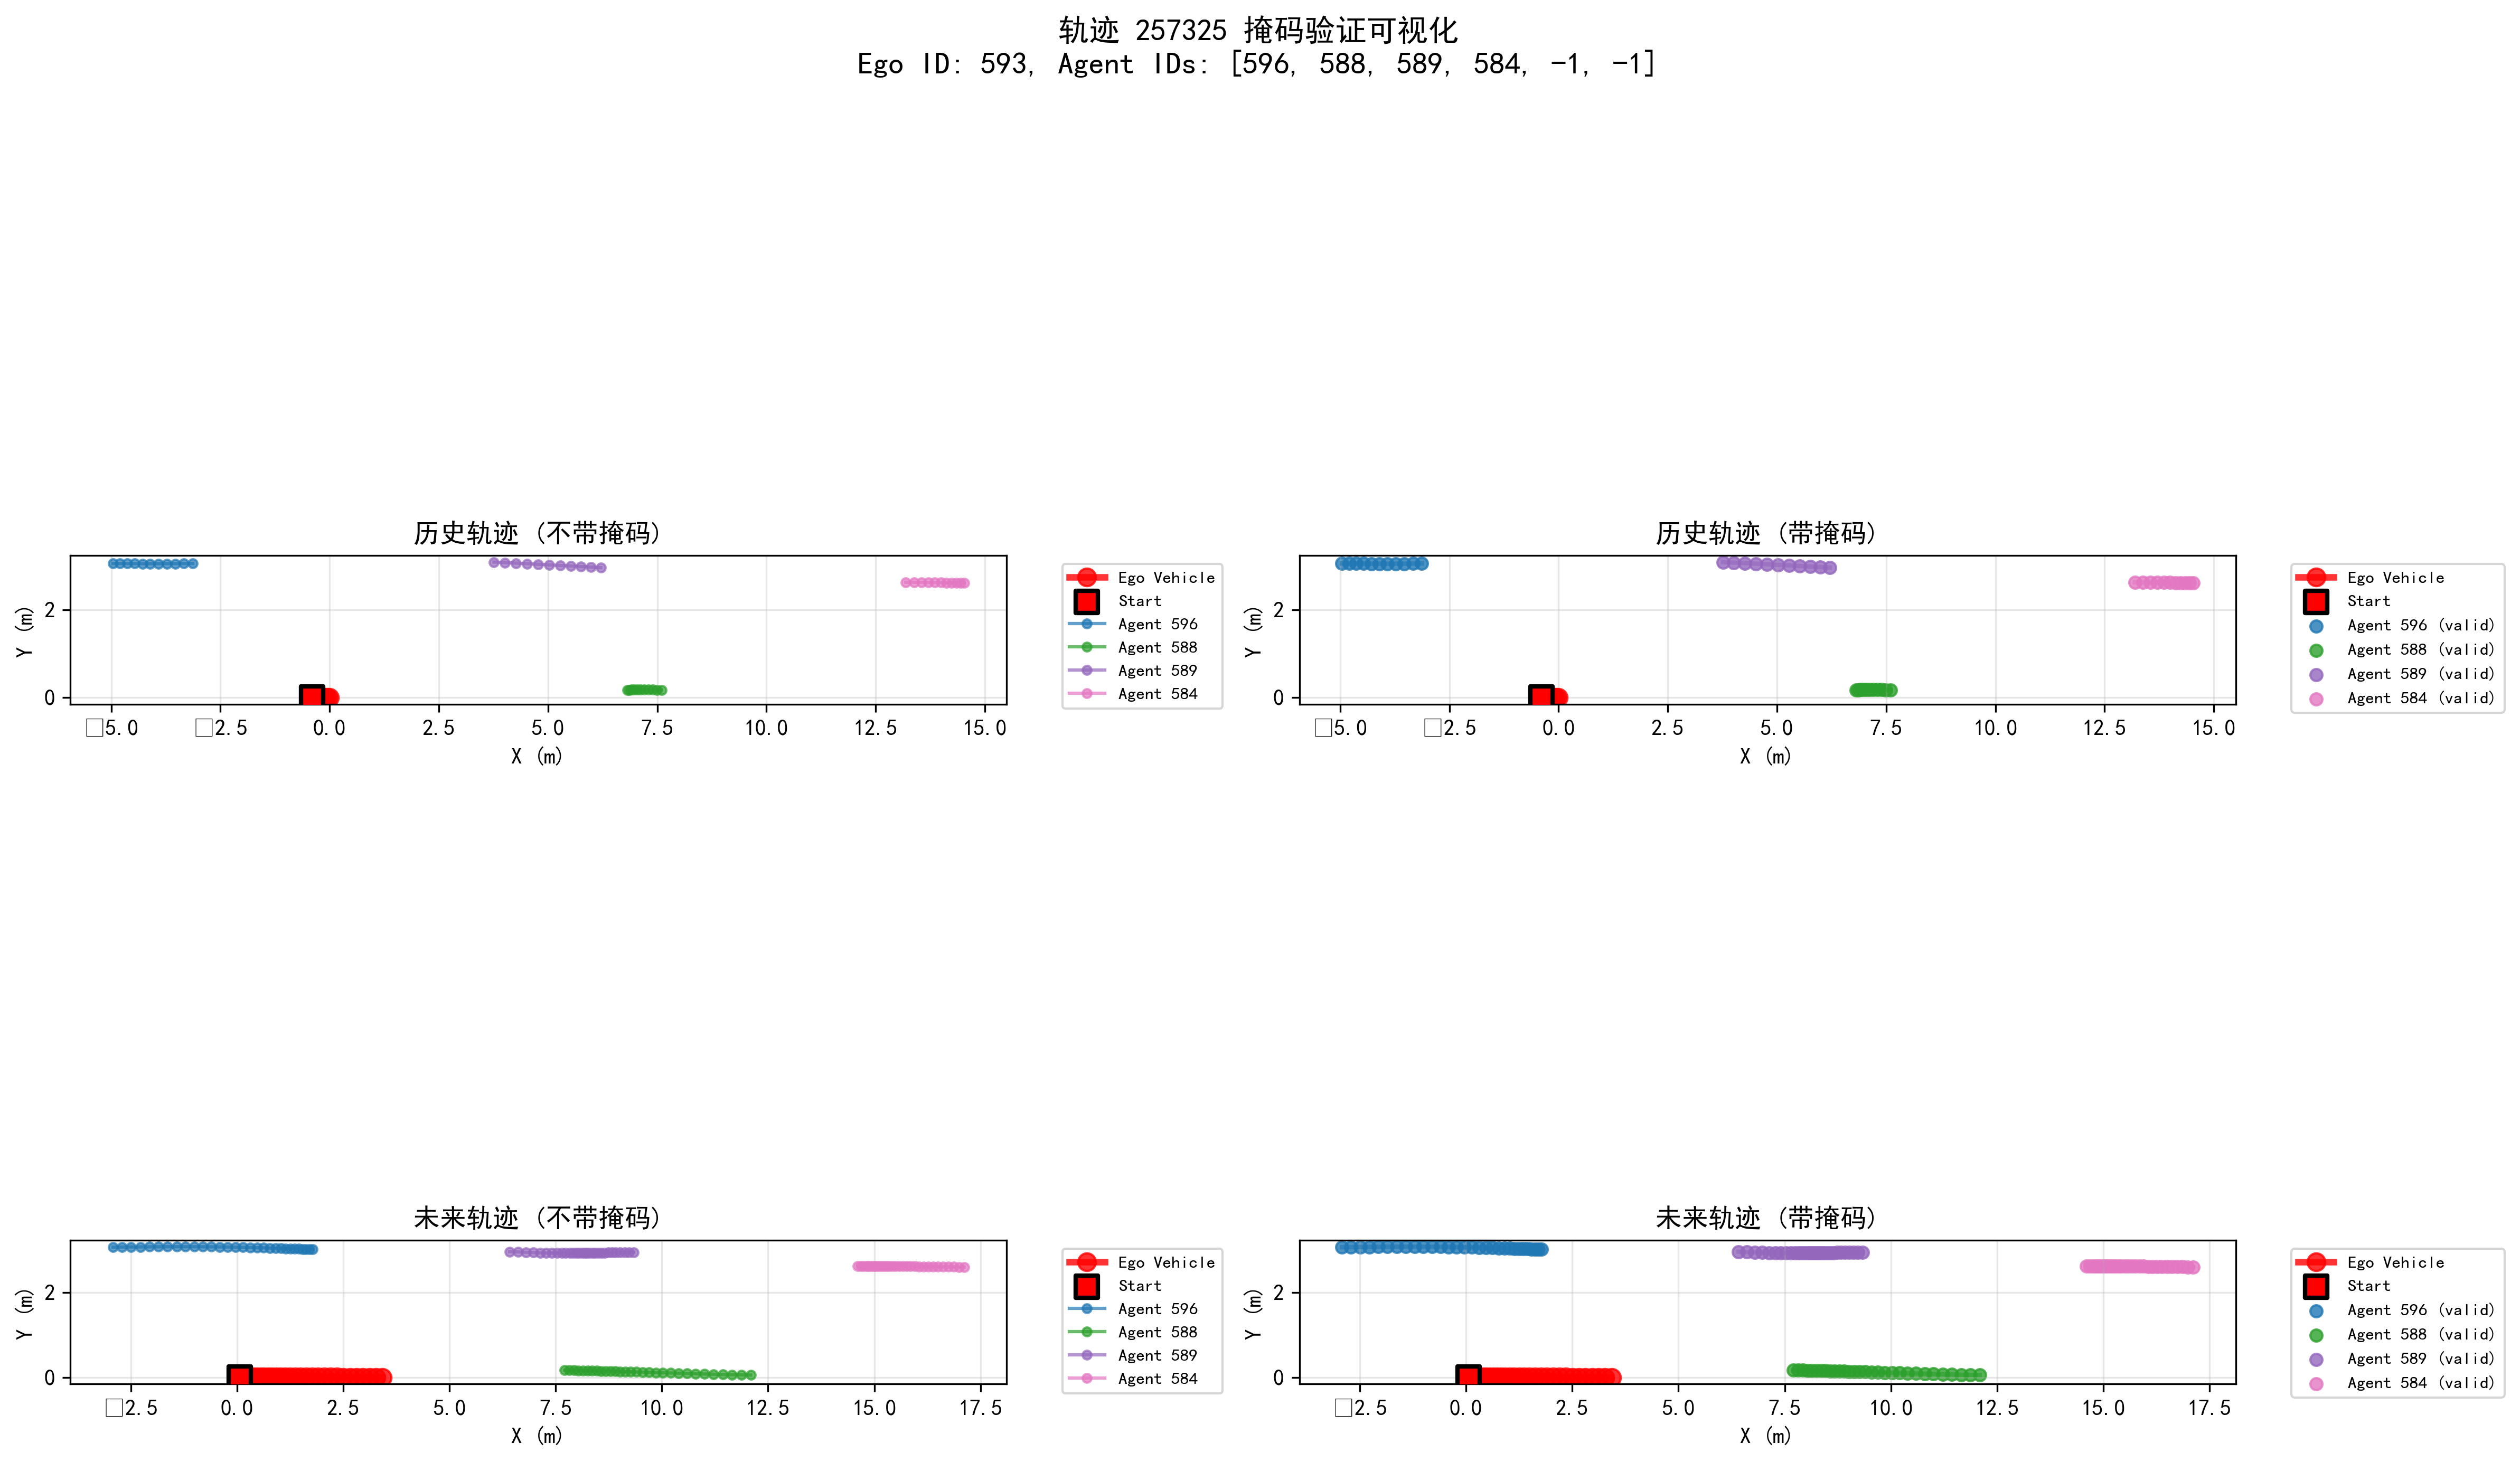 轨迹 257325 掩码验证可视化
Ego ID: 593, Agent IDs: [596, 588, 589, 584, -1, -1]
历史轨迹 (不带掩码)
Y (m)
2
0
□5.0 □2.5 0.0 2.5 5.0 7.5 10.0 12.5 15.0
X (m)
Ego Vehicle
Start
Agent 596
Agent 588
Agent 589
Agent 584
历史轨迹 (带掩码)
Y (m)
2
0
□5.0 □2.5 0.0 2.5 5.0 7.5 10.0 12.5 15.0
X (m)
Ego Vehicle
Start
Agent 596 (valid)
Agent 588 (valid)
Agent 589 (valid)
Agent 584 (valid)
未来轨迹 (不带掩码)
Y (m)
2
0
□2.5 0.0 2.5 5.0 7.5 10.0 12.5 15.0 17.5
X (m)
Ego Vehicle
Start
Agent 596
Agent 588
Agent 589
Agent 584
未来轨迹 (带掩码)
Y (m)
2
0
□2.5 0.0 2.5 5.0 7.5 10.0 12.5 15.0 17.5
X (m)
Ego Vehicle
Start
Agent 596 (valid)
Agent 588 (valid)
Agent 589 (valid)
Agent 584 (valid)